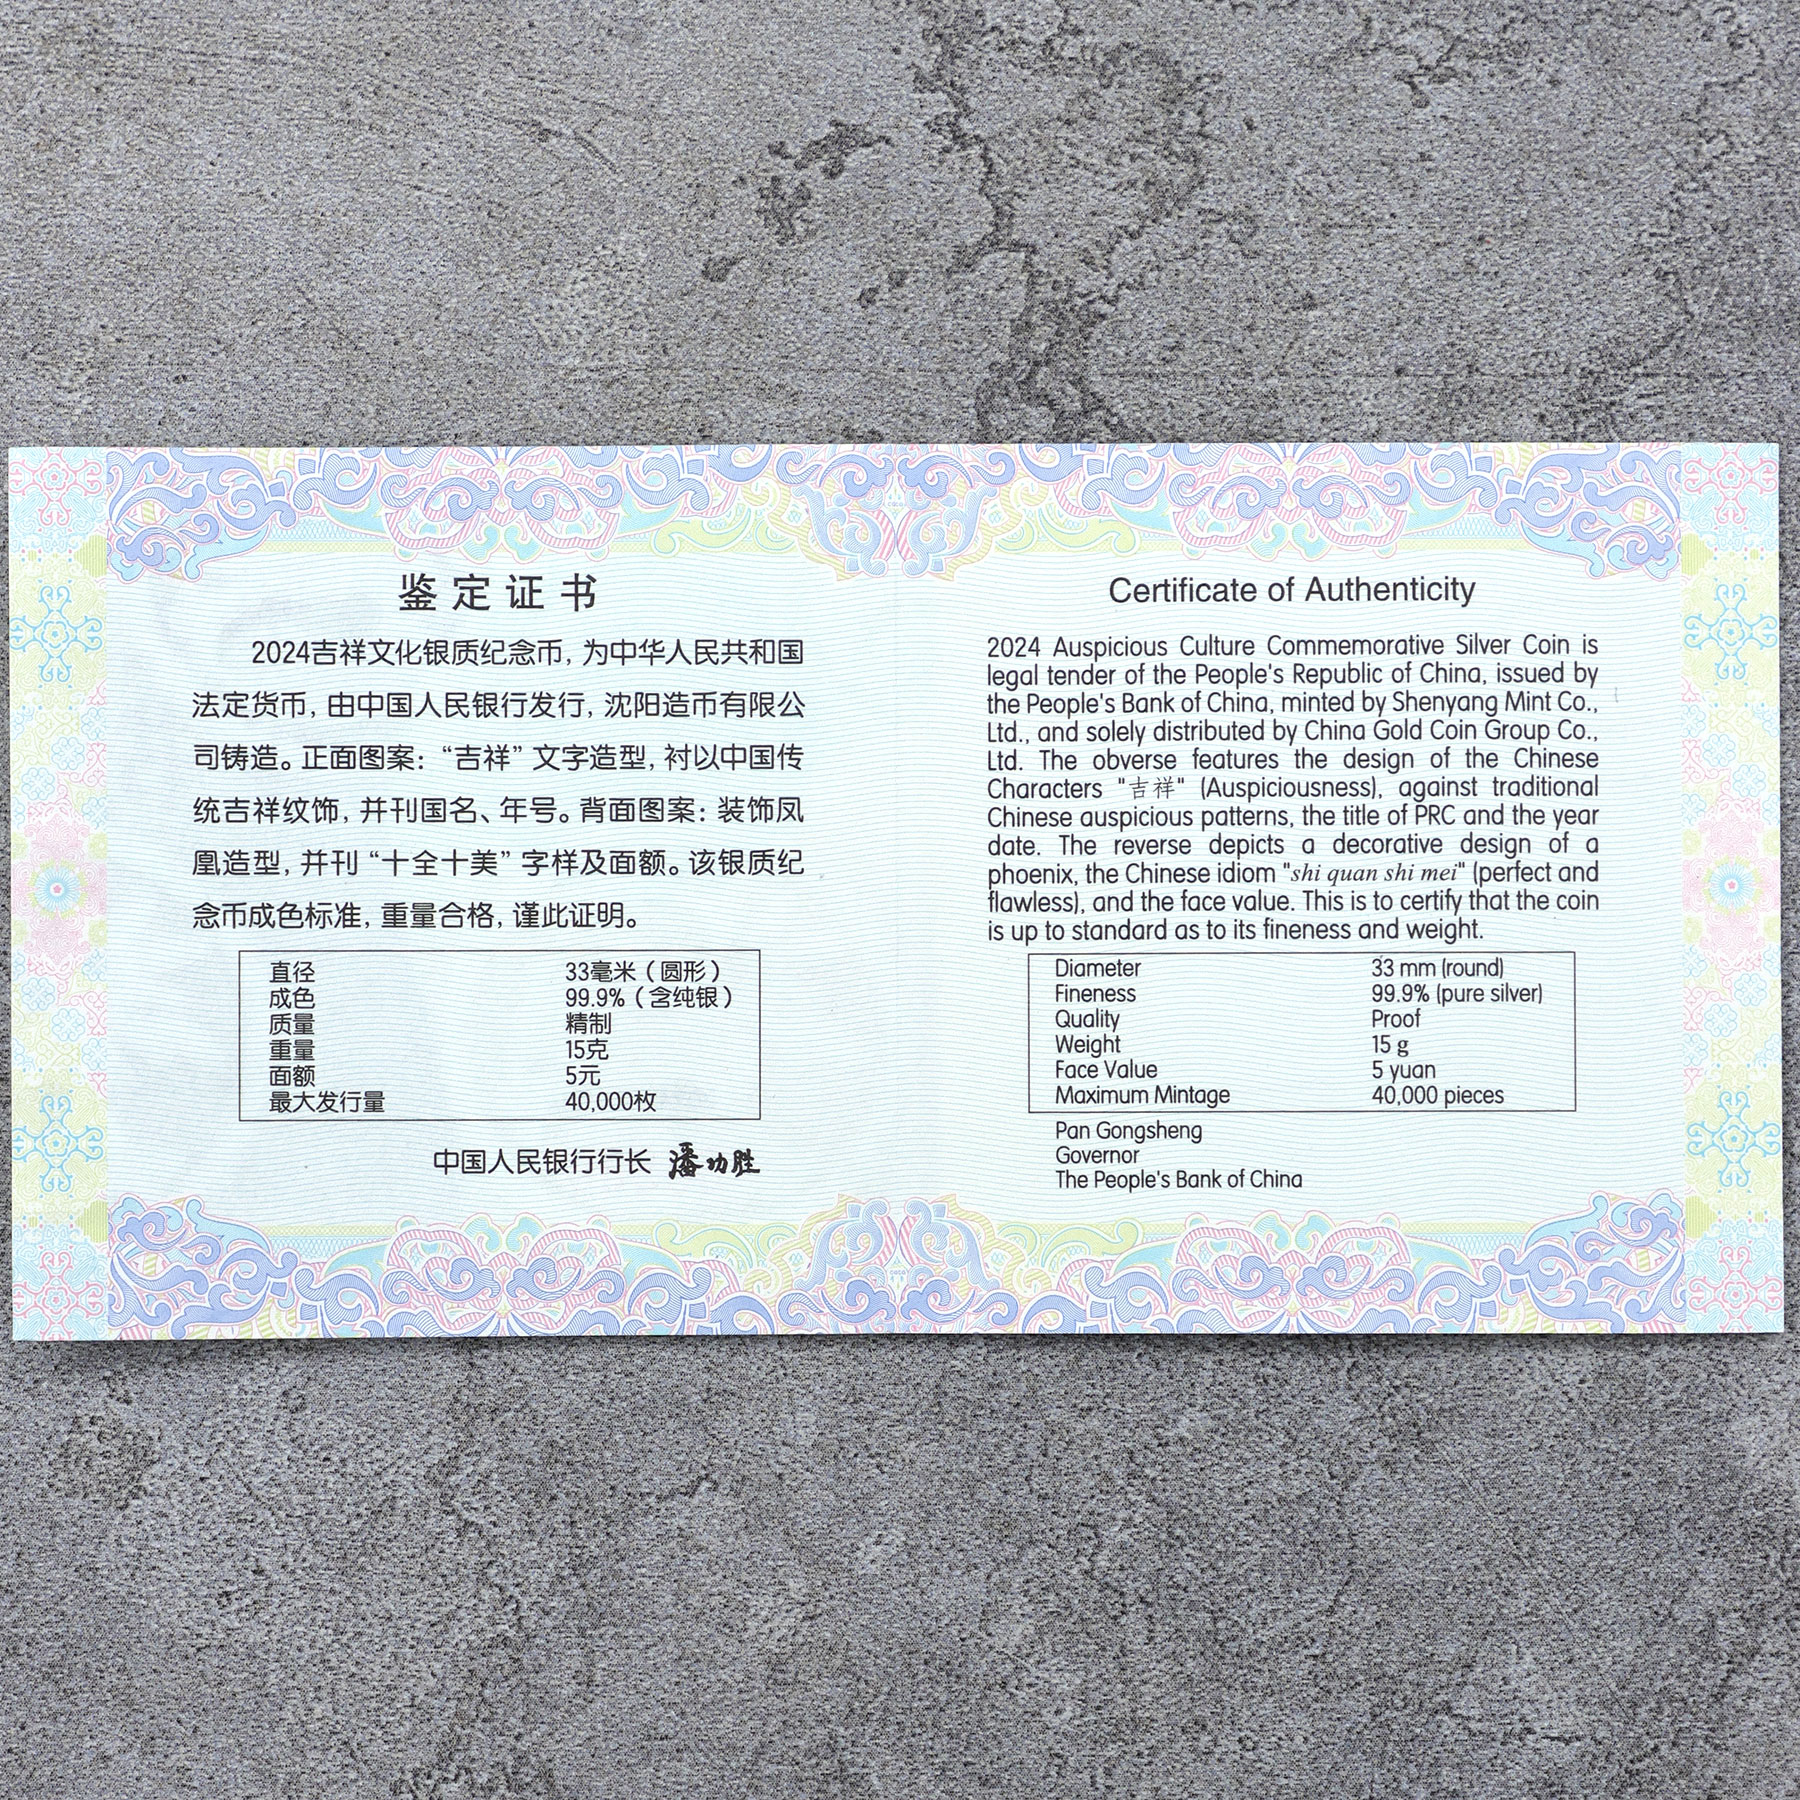 鉴定证书
2024吉祥文化银质纪念币，为中华人民共和国
法定货币，由中国人民银行发行，沈阳造币有限公
司铸造。正面图案：“吉祥”文字造型，衬以中国传
统吉祥纹饰，并刊国名、年号。背面图案：装饰凤
凰造型，并刊“十全十美”字样及面额。该银质纪
念币成色标准，重量合格，谨此证明。
直径 33毫米（圆形）
成色 99.9%（含纯银）
质量 精制
重量 15克
面额 5元
最大发行量 40,000枚
中国人民银行行长 潘功胜
Certificate of Authenticity
2024 Auspicious Culture Commemorative Silver Coin is
legal tender of the People's Republic of China, issued by
the People's Bank of China, minted by Shenyang Mint Co.,
Ltd., and solely distributed by China Gold Coin Group Co.,
Ltd. The obverse features the design of the Chinese
Characters "吉祥" (Auspiciousness), against traditional
Chinese auspicious patterns, the title of PRC and the year
date. The reverse depicts a decorative design of a
phoenix, the Chinese idiom "shi quan shi mei" (perfect and
flawless), and the face value. This is to certify that the coin
is up to standard as to its fineness and weight.
Diameter 33 mm (round)
Fineness 99.9% (pure silver)
Quality Proof
Weight 15 g
Face Value 5 yuan
Maximum Mintage 40,000 pieces
Pan Gongsheng
Governor
The People's Bank of China